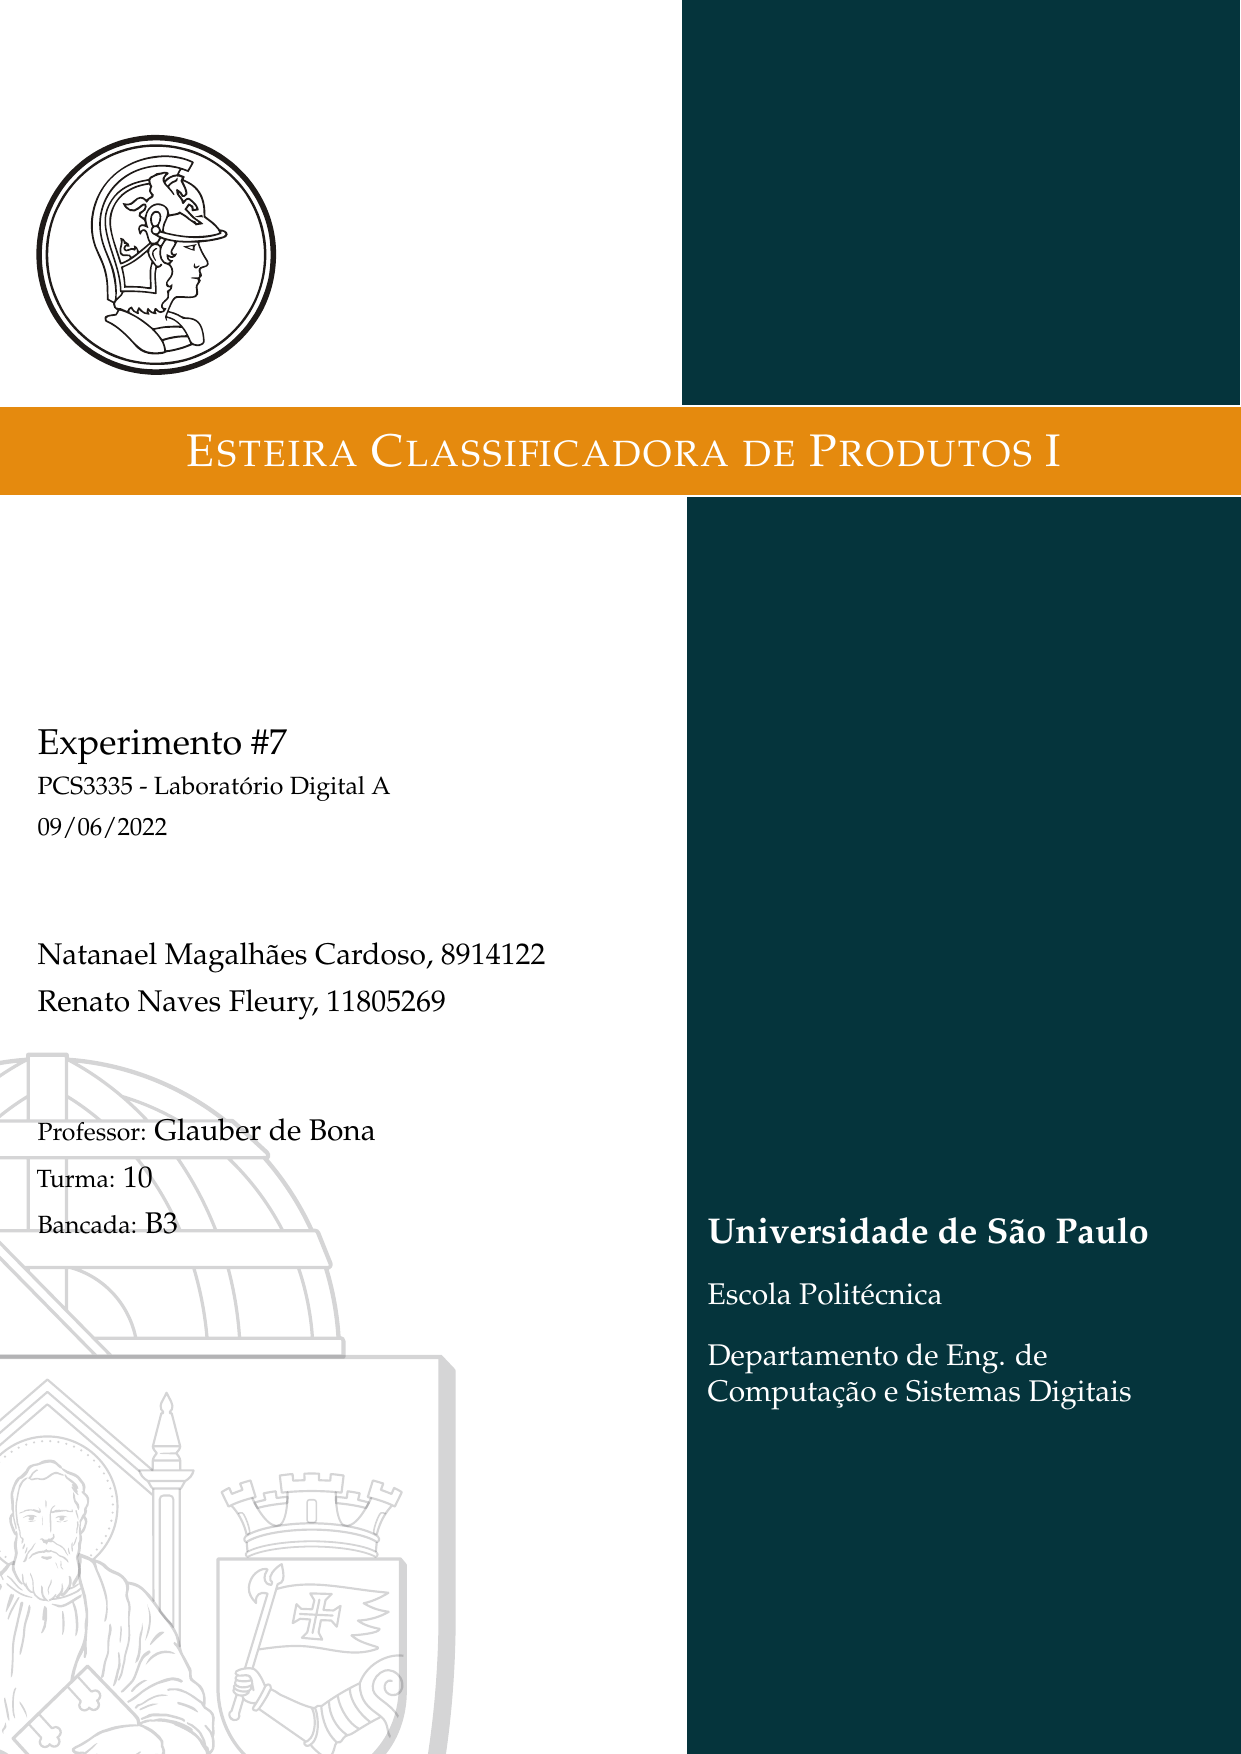 ESTEIRA CLASSIFICADORA DE PRODUTOS I
Experimento #7
PCS3335 - Laboratório Digital A
09/06/2022
Natanael Magalhães Cardoso, 8914122
Renato Naves Fleury, 11805269
Professor: Glauber de Bona
Turma: 10
Bancada: B3
Universidade de São Paulo
Escola Politécnica
Departamento de Eng. de
Computação e Sistemas Digitais